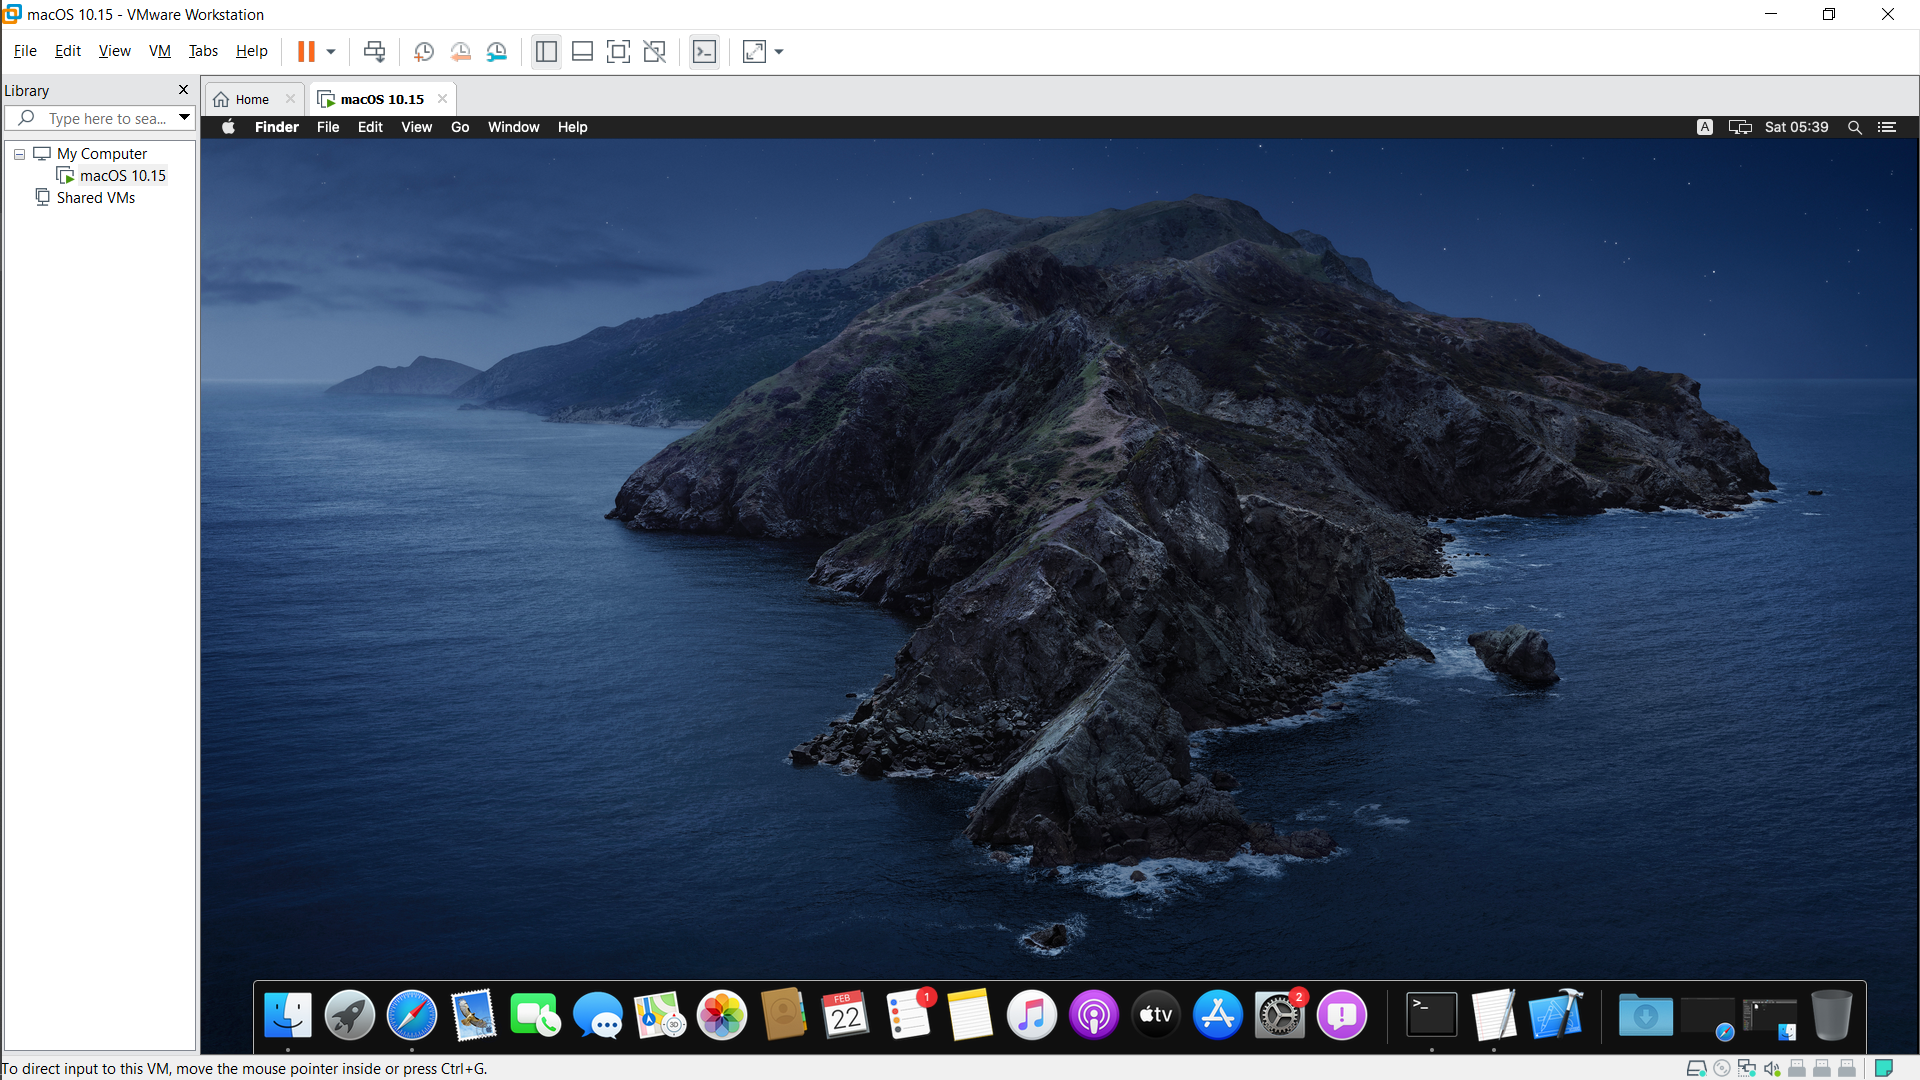 macOS 10.15 - VMware Workstation
File Edit View VM Tabs Help
Library
Type here to sea...
My Computer
macOS 10.15
Shared VMs
Home
macOS 10.15
Finder File Edit View Go Window Help
A
Sat 05:39
FEB
22
3D
1
tv
2
>_
To direct input to this VM, move the mouse pointer inside or press Ctrl+G.